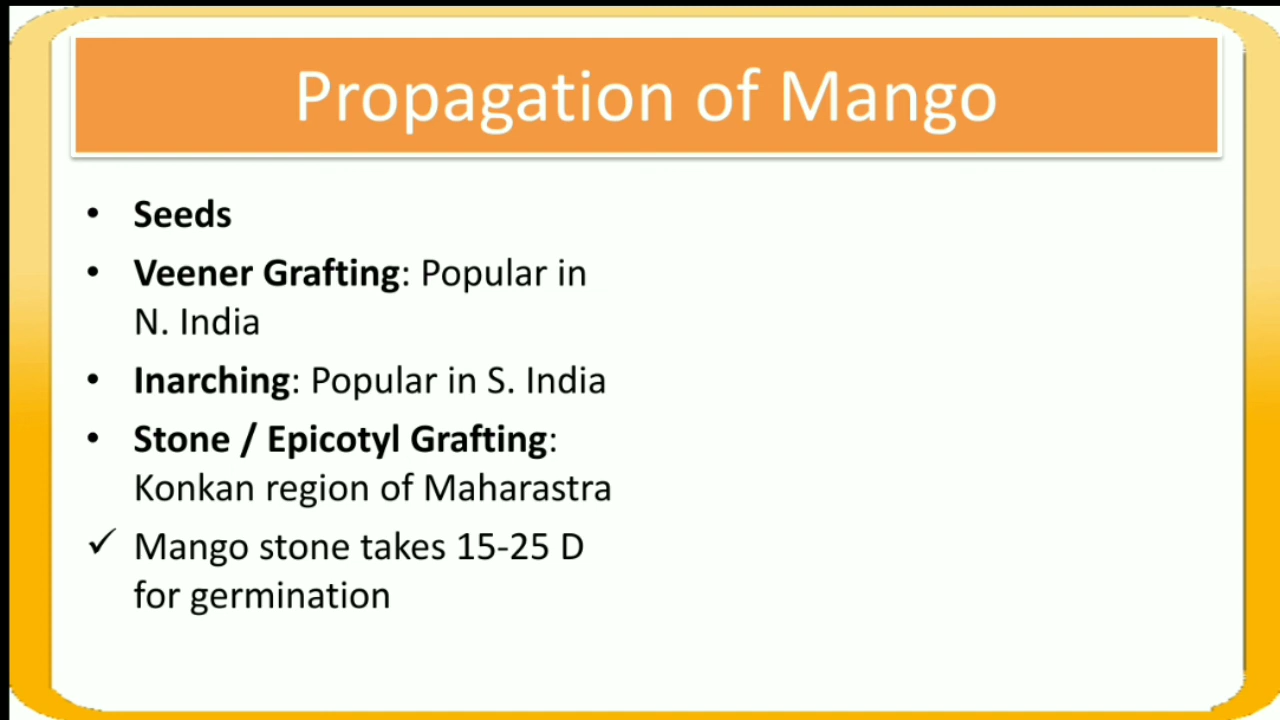 Propagation of Mango
• Seeds
• Veener Grafting: Popular in
N. India
• Inarching: Popular in S. India
• Stone / Epicotyl Grafting:
Konkan region of Maharastra
✓ Mango stone takes 15-25 D
for germination